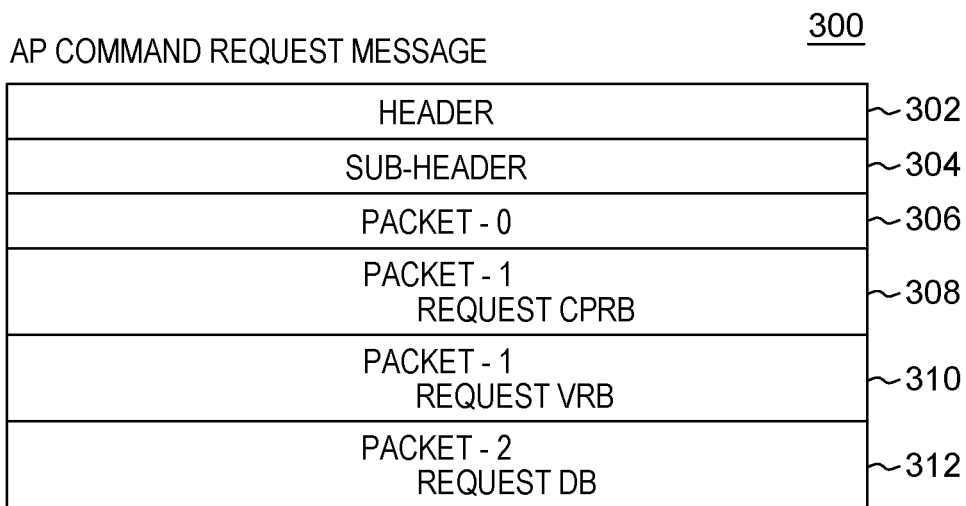 300
AP COMMAND REQUEST MESSAGE
HEADER 302
SUB-HEADER 304
PACKET - 0 306
PACKET - 1
REQUEST CPRB 308
PACKET - 1
REQUEST VRB 310
PACKET - 2
REQUEST DB 312